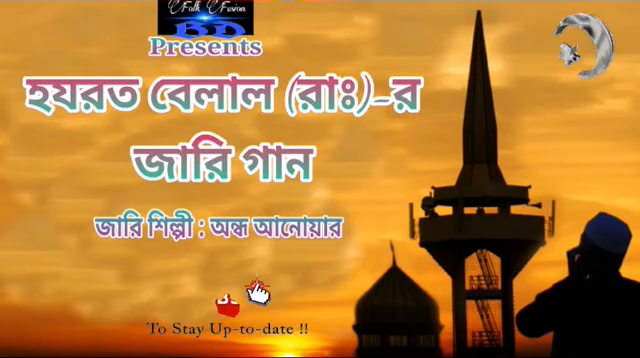 Folk Fusion
BD
Presents
হযরত বেলাল (রাঃ)-র
জারি গান
জারি শিল্পী : অন্ধ আনোয়ার
To Stay Up-to-date !!